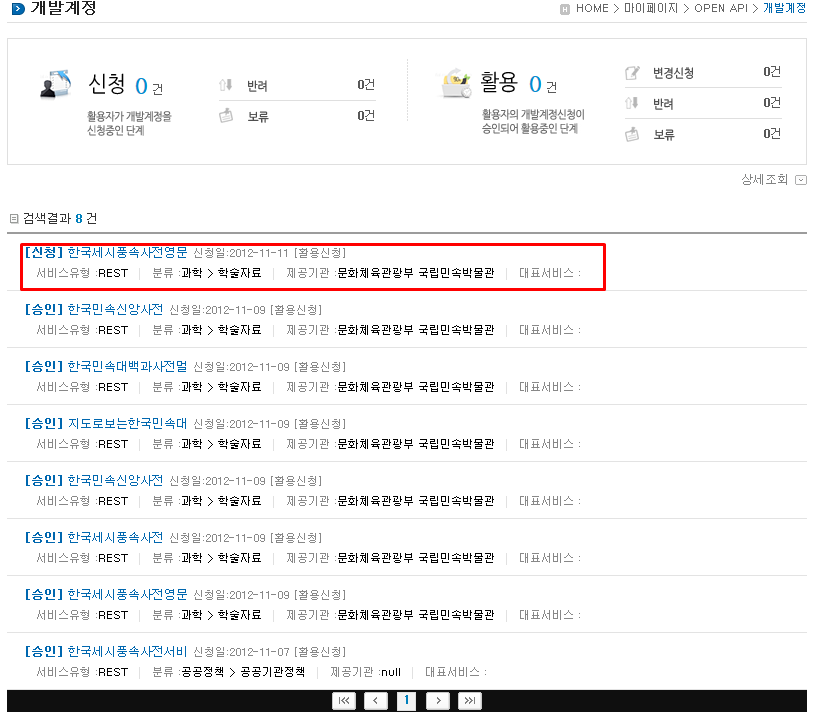 개발계정
HOME > 마이페이지 > OPEN API > 개발계정
신청 0 건
활용자가 개발계정을
신청중인 단계
반려 0건
보류 0건
활용 0 건
활용자의 개발계정신청이
승인되어 활용중인 단계
변경신청 0건
반려 0건
보류 0건
상세조회
검색결과 8 건
[신청] 한국세시풍속사전영문 신청일:2012-11-11 [활용신청]
서비스유형 :REST | 분류 :과학 > 학술자료 | 제공기관 :문화체육관광부 국립민속박물관 | 대표서비스 :
[승인] 한국민속신앙사전 신청일:2012-11-09 [활용신청]
서비스유형 :REST | 분류 :과학 > 학술자료 | 제공기관 :문화체육관광부 국립민속박물관 | 대표서비스 :
[승인] 한국민속대백과사전멀 신청일:2012-11-09 [활용신청]
서비스유형 :REST | 분류 :과학 > 학술자료 | 제공기관 :문화체육관광부 국립민속박물관 | 대표서비스 :
[승인] 지도로보는한국민속대 신청일:2012-11-09 [활용신청]
서비스유형 :REST | 분류 :과학 > 학술자료 | 제공기관 :문화체육관광부 국립민속박물관 | 대표서비스 :
[승인] 한국민속신앙사전 신청일:2012-11-09 [활용신청]
서비스유형 :REST | 분류 :과학 > 학술자료 | 제공기관 :문화체육관광부 국립민속박물관 | 대표서비스 :
[승인] 한국세시풍속사전 신청일:2012-11-09 [활용신청]
서비스유형 :REST | 분류 :과학 > 학술자료 | 제공기관 :문화체육관광부 국립민속박물관 | 대표서비스 :
[승인] 한국세시풍속사전영문 신청일:2012-11-09 [활용신청]
서비스유형 :REST | 분류 :과학 > 학술자료 | 제공기관 :문화체육관광부 국립민속박물관 | 대표서비스 :
[승인] 한국세시풍속사전서비 신청일:2012-11-07 [활용신청]
서비스유형 :REST | 분류 :공공정책 > 공공기관정책 | 제공기관 :null | 대표서비스 :
1